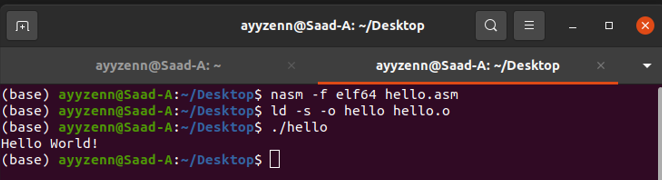 ayyzenn@Saad-A: ~/Desktop
ayyzenn@Saad-A: ~
ayyzenn@Saad-A: ~/Desktop
(base) ayyzenn@Saad-A:~/Desktop$ nasm -f elf64 hello.asm
(base) ayyzenn@Saad-A:~/Desktop$ ld -s -o hello hello.o
(base) ayyzenn@Saad-A:~/Desktop$ ./hello
Hello World!
(base) ayyzenn@Saad-A:~/Desktop$